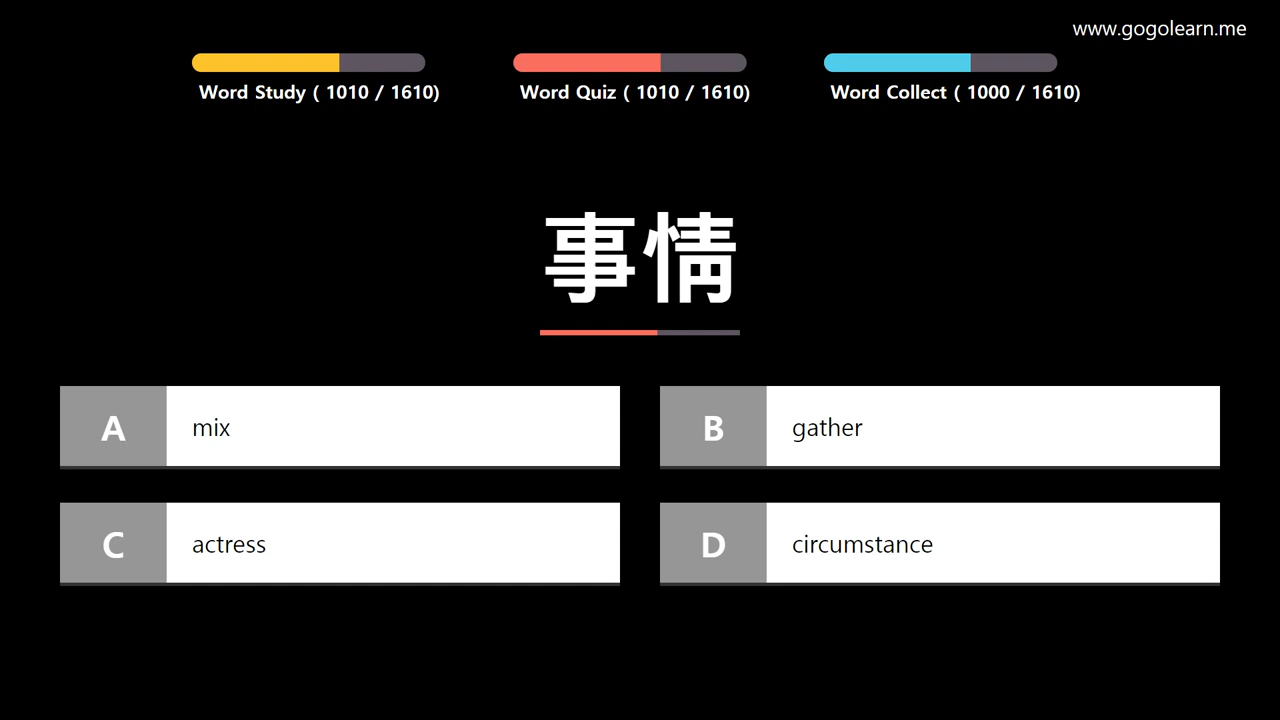 www.gogolearn.me
Word Study ( 1010 / 1610)
Word Quiz ( 1010 / 1610)
Word Collect ( 1000 / 1610)
事情
A mix
B gather
C actress
D circumstance